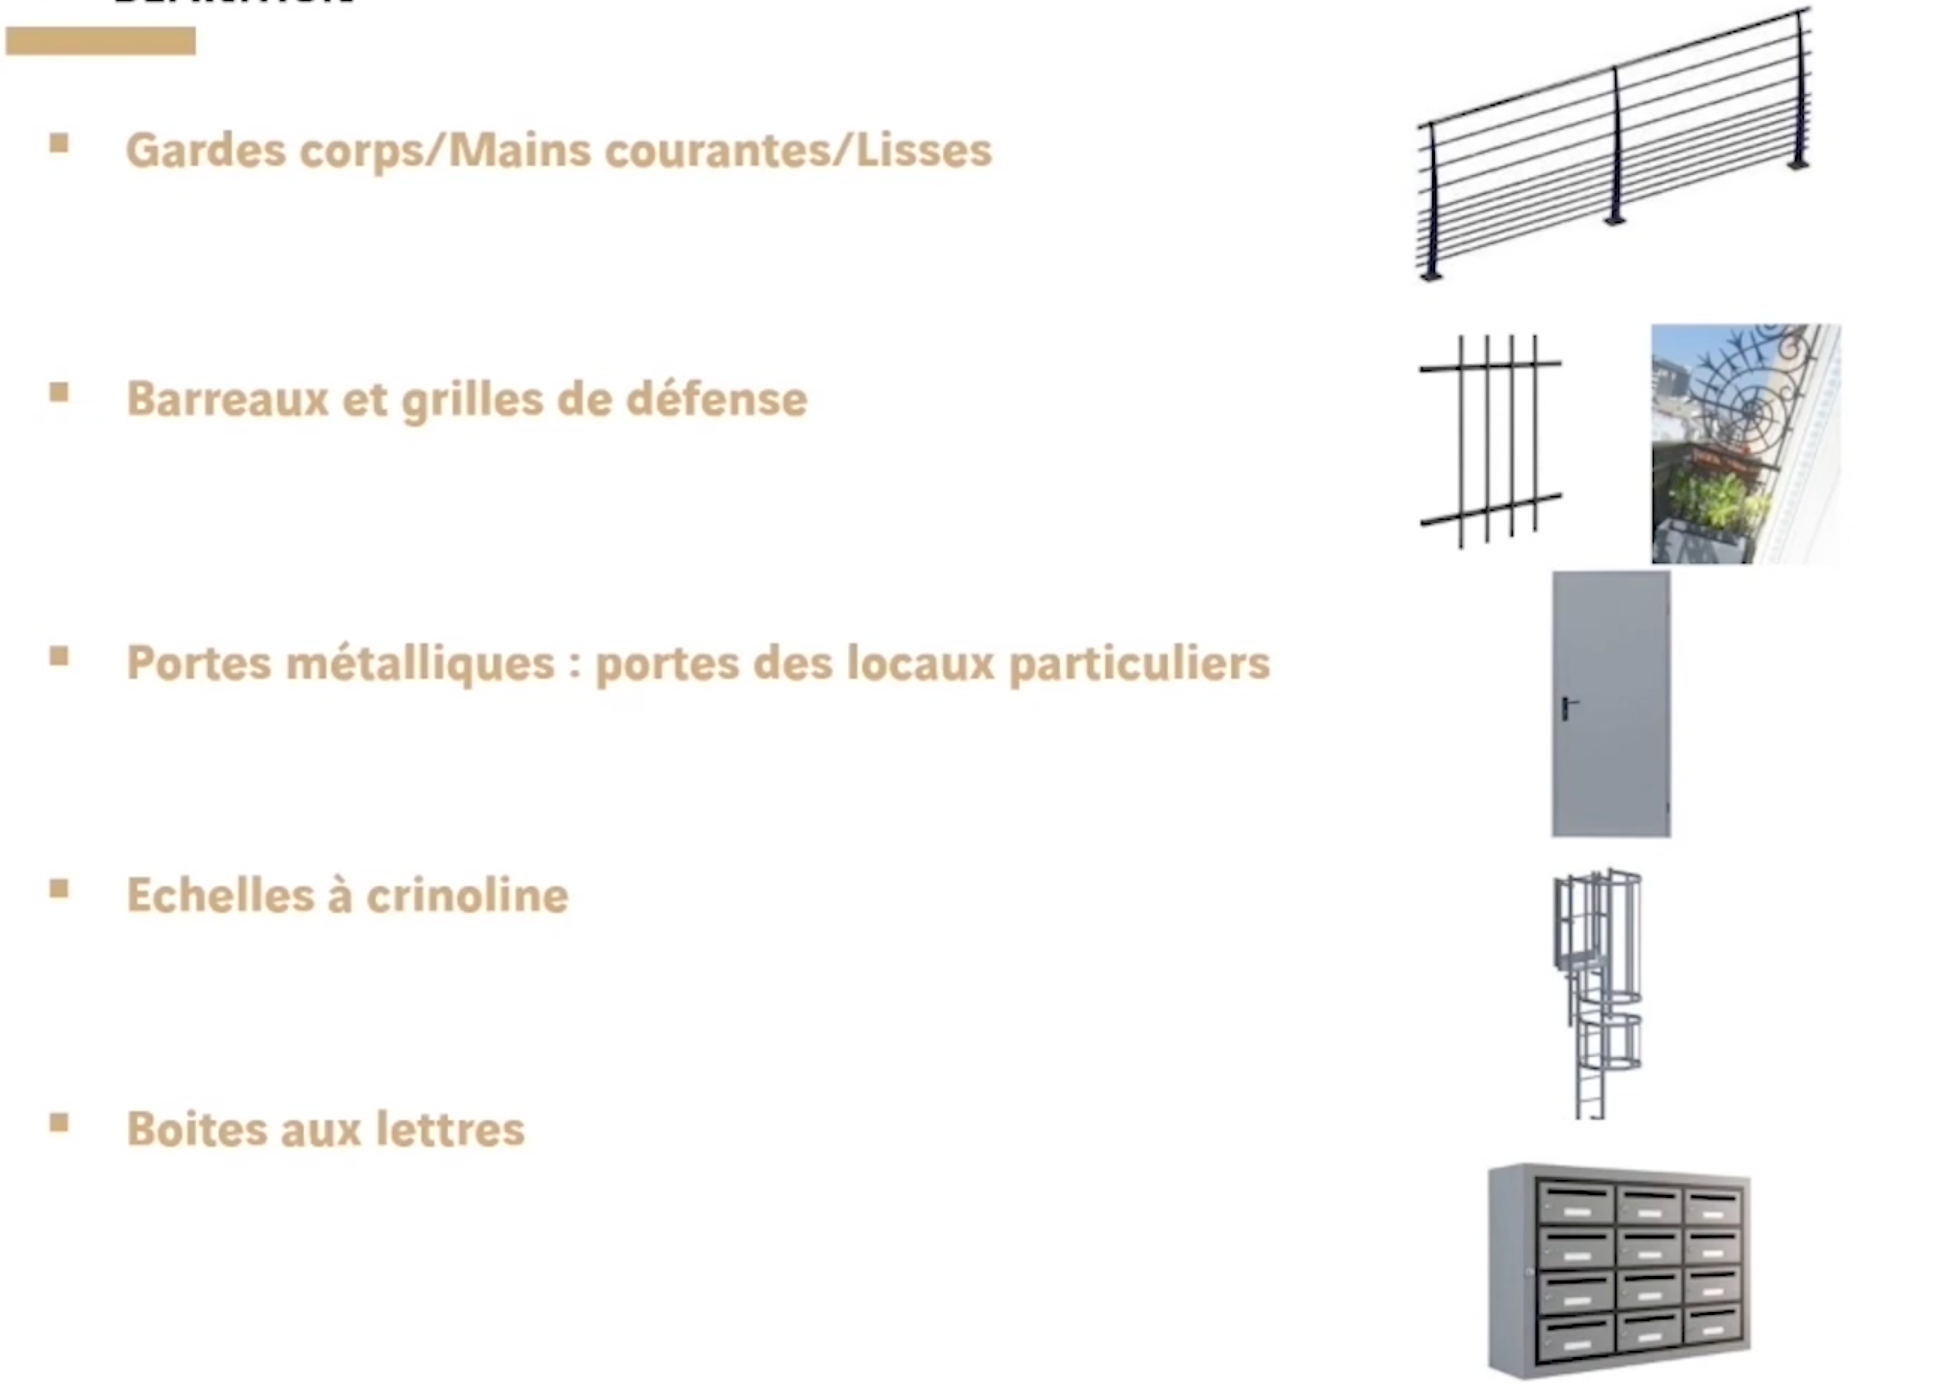 Gardes corps/Mains courantes/Lisses
Barreaux et grilles de défense
Portes métalliques : portes des locaux particuliers
Echelles à crinoline
Boites aux lettres